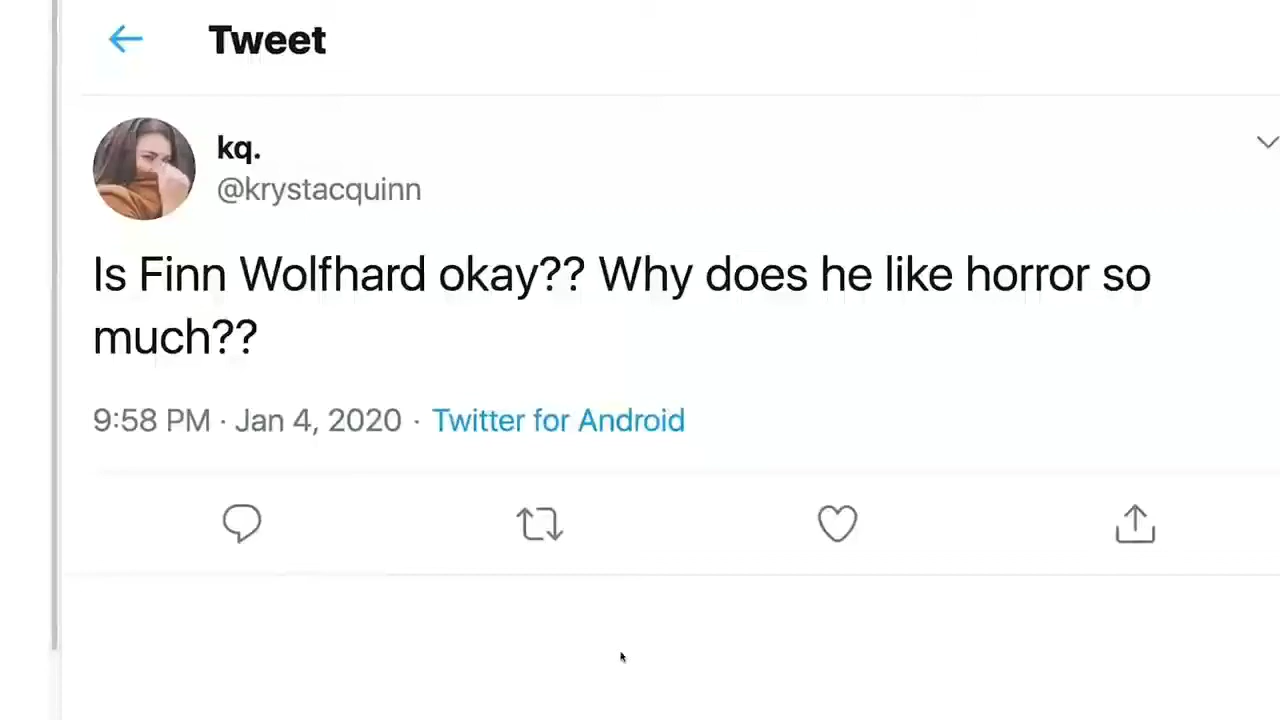 Tweet
kq.
@krystacquinn
Is Finn Wolfhard okay?? Why does he like horror so
much??
9:58 PM · Jan 4, 2020 · Twitter for Android